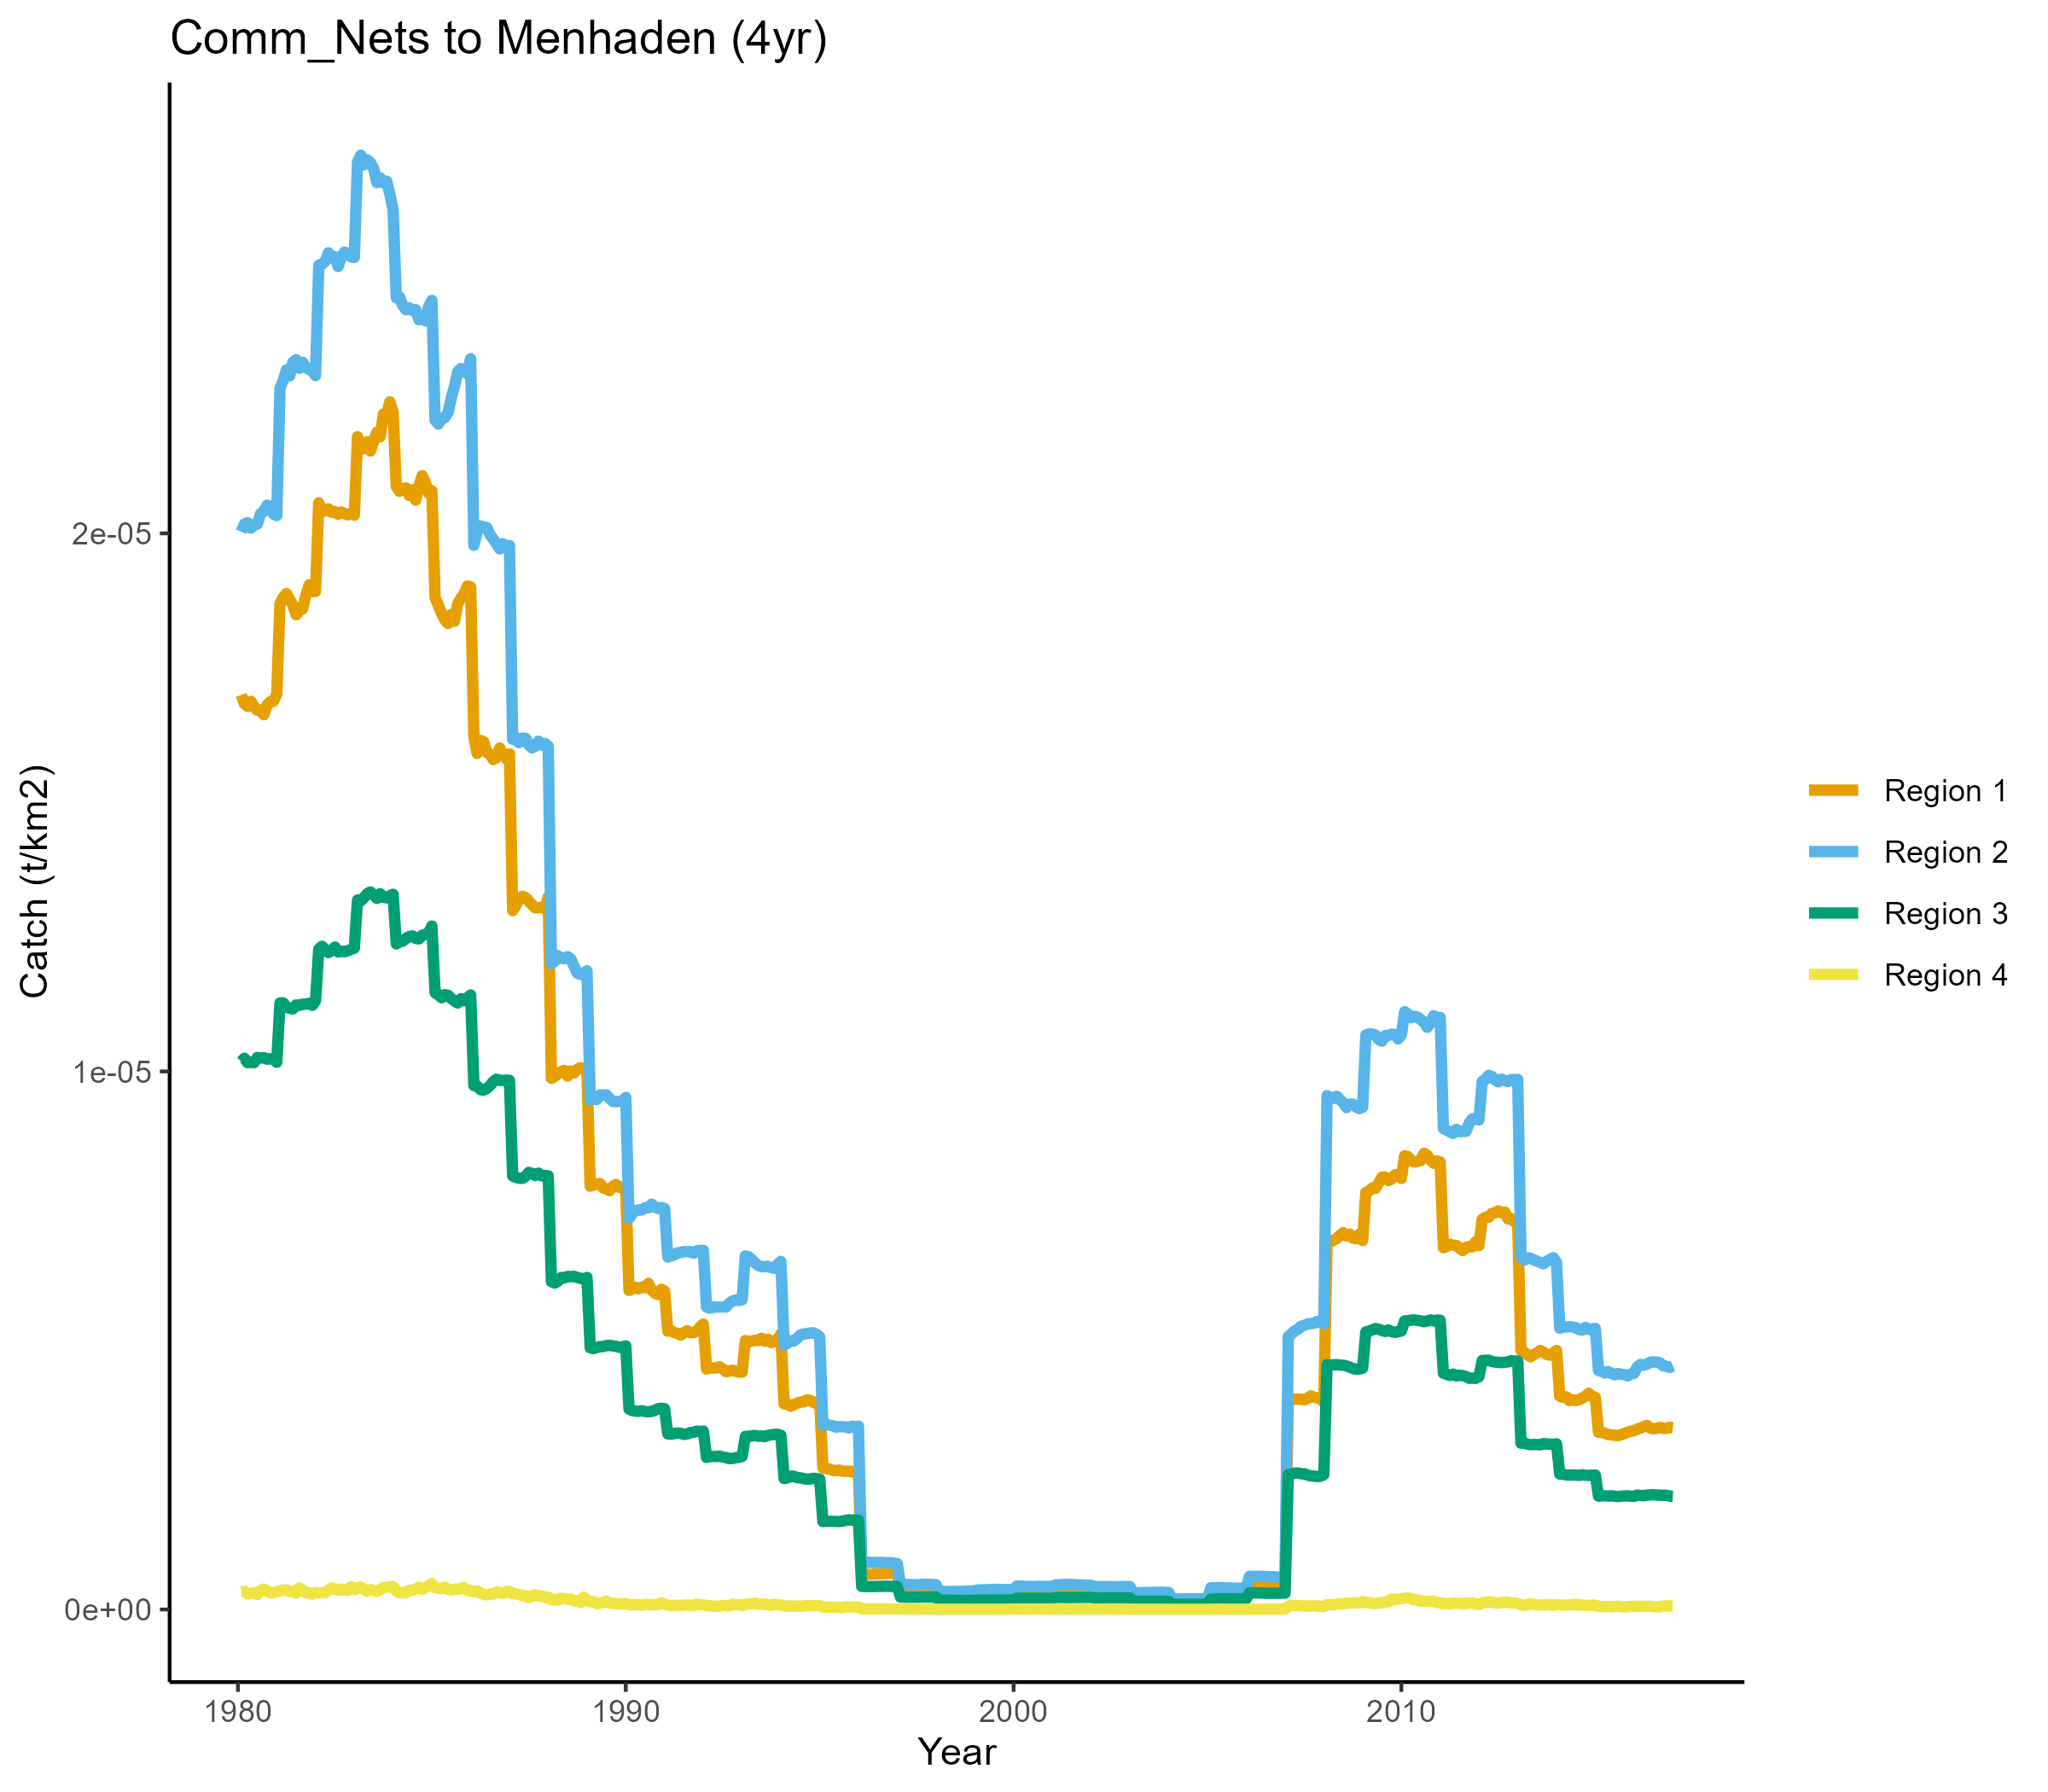 Comm_Nets to Menhaden (4yr)
Catch (t/km2)
2e-05
1e-05
0e+00
1980
1990
2000
2010
Year
Region 1
Region 2
Region 3
Region 4